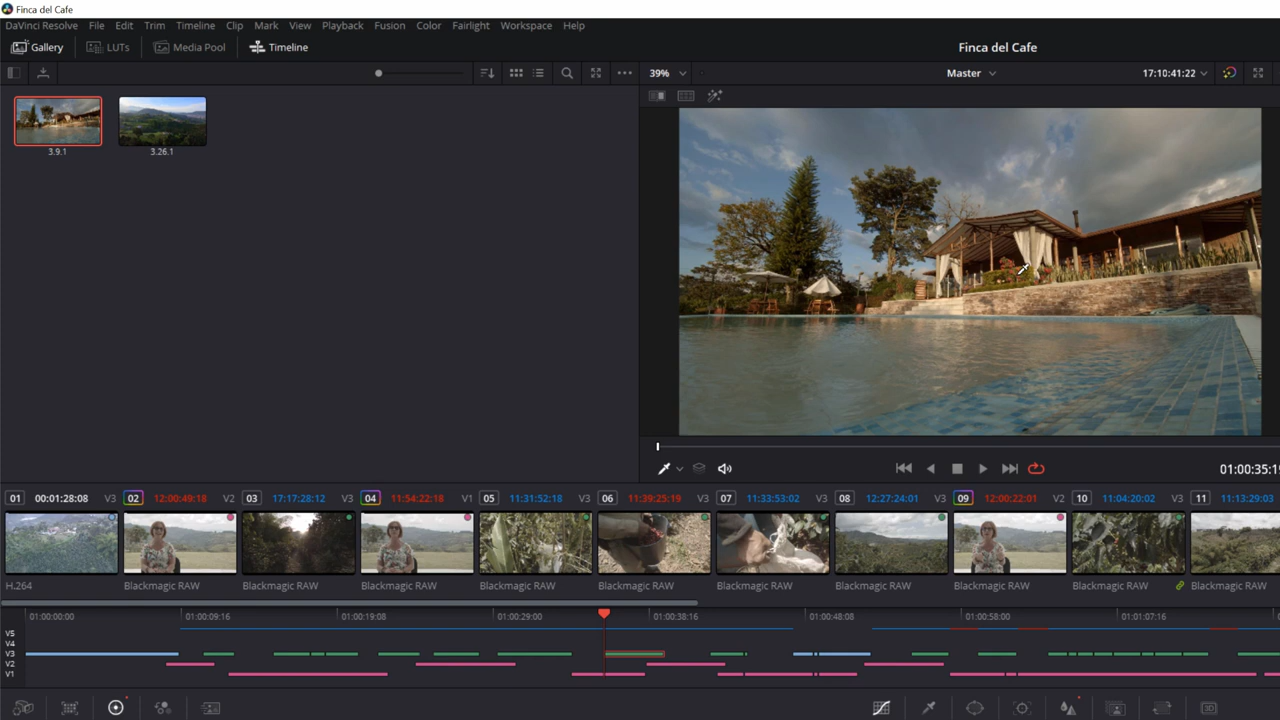 Finca del Cafe
DaVinci Resolve File Edit Trim Timeline Clip Mark View Playback Fusion Color Fairlight Workspace Help
Gallery LUTs Media Pool Timeline Finca del Cafe
39% Master 17:10:41:22
3.9.1 3.26.1
01:00:35:19
01 00:01:28:08 V3 02 12:00:49:18 V2 03 17:17:28:12 V3 04 11:54:22:18 V1 05 11:31:52:18 V3 06 11:39:25:19 V3 07 11:33:53:02 V3 08 12:27:24:01 V3 09 12:00:22:01 V2 10 11:04:20:02 V3 11 11:13:29:03
H.264 Blackmagic RAW Blackmagic RAW Blackmagic RAW Blackmagic RAW Blackmagic RAW Blackmagic RAW Blackmagic RAW Blackmagic RAW Blackmagic RAW Blackmagic RAW
01:00:00:00 01:00:09:16 01:00:19:08 01:00:29:00 01:00:38:16 01:00:48:08 01:00:58:00 01:01:07:16
V5
V4
V3
V2
V1